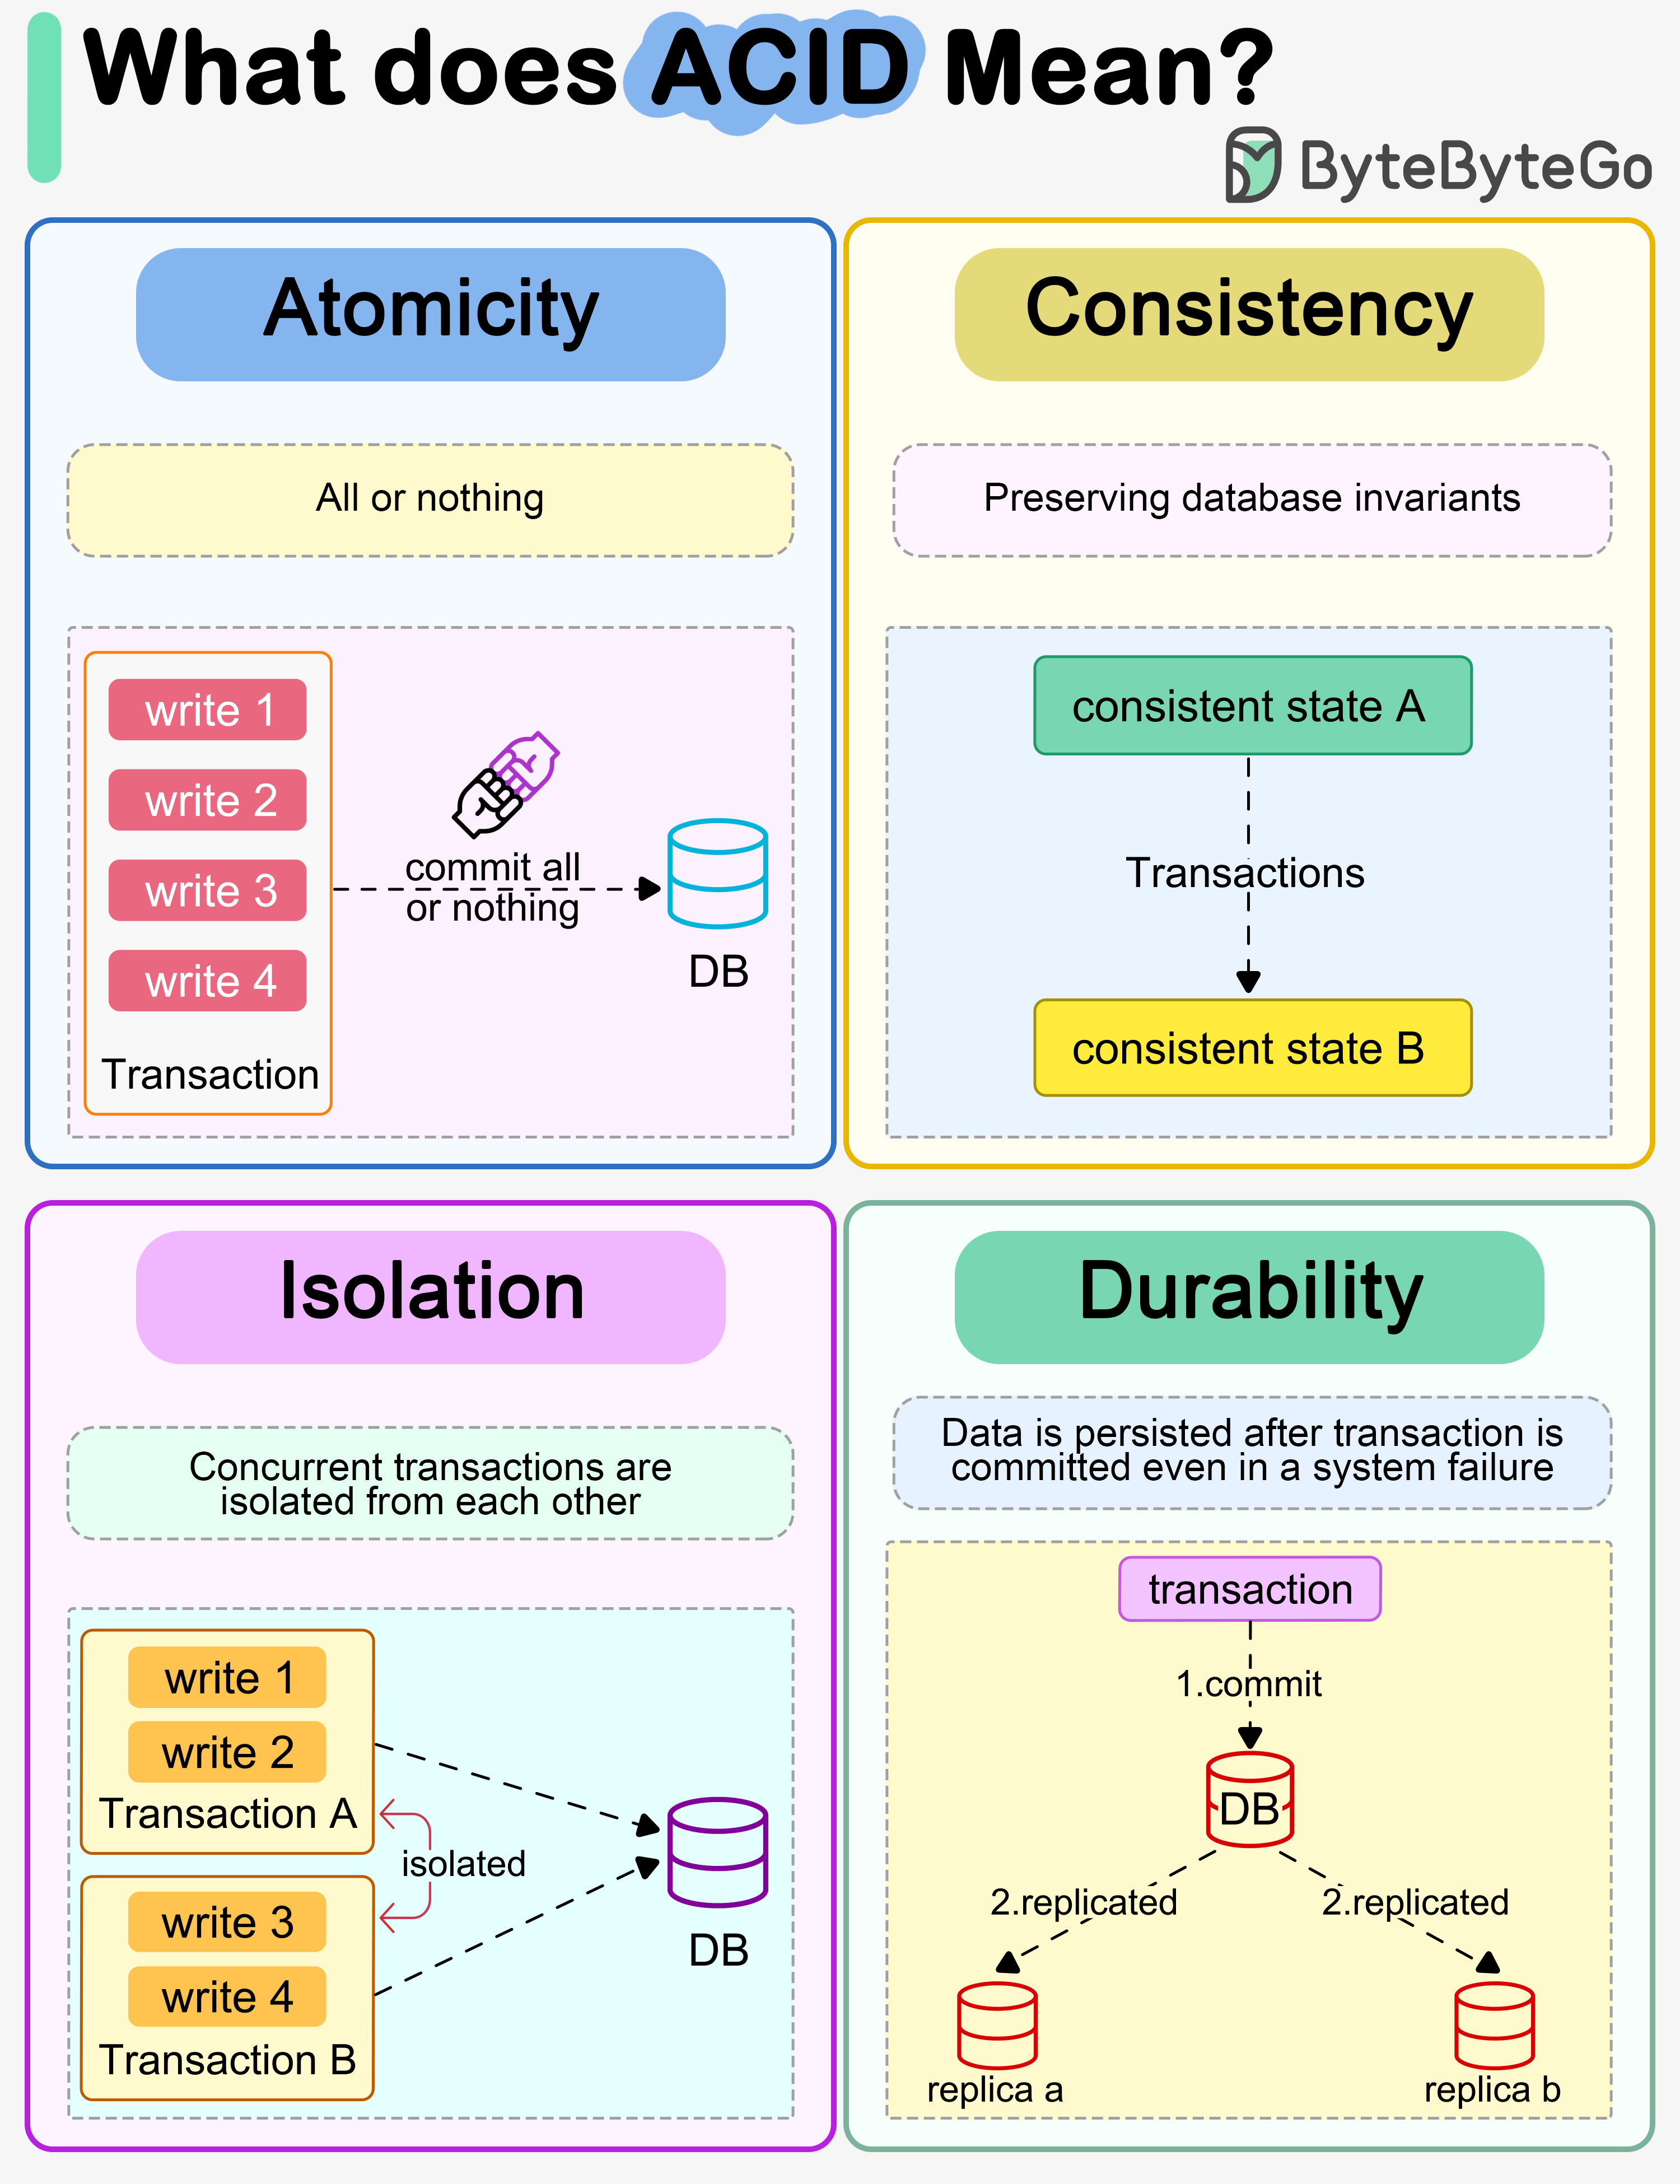 What does ACID Mean?
ByteByteGo
Atomicity
All or nothing
write 1
write 2
write 3
write 4
Transaction
commit all
or nothing
DB
Consistency
Preserving database invariants
consistent state A
Transactions
consistent state B
Isolation
Concurrent transactions are
isolated from each other
write 1
write 2
Transaction A
isolated
write 3
write 4
Transaction B
DB
Durability
Data is persisted after transaction is
committed even in a system failure
transaction
1.commit
DB
2.replicated
2.replicated
replica a
replica b